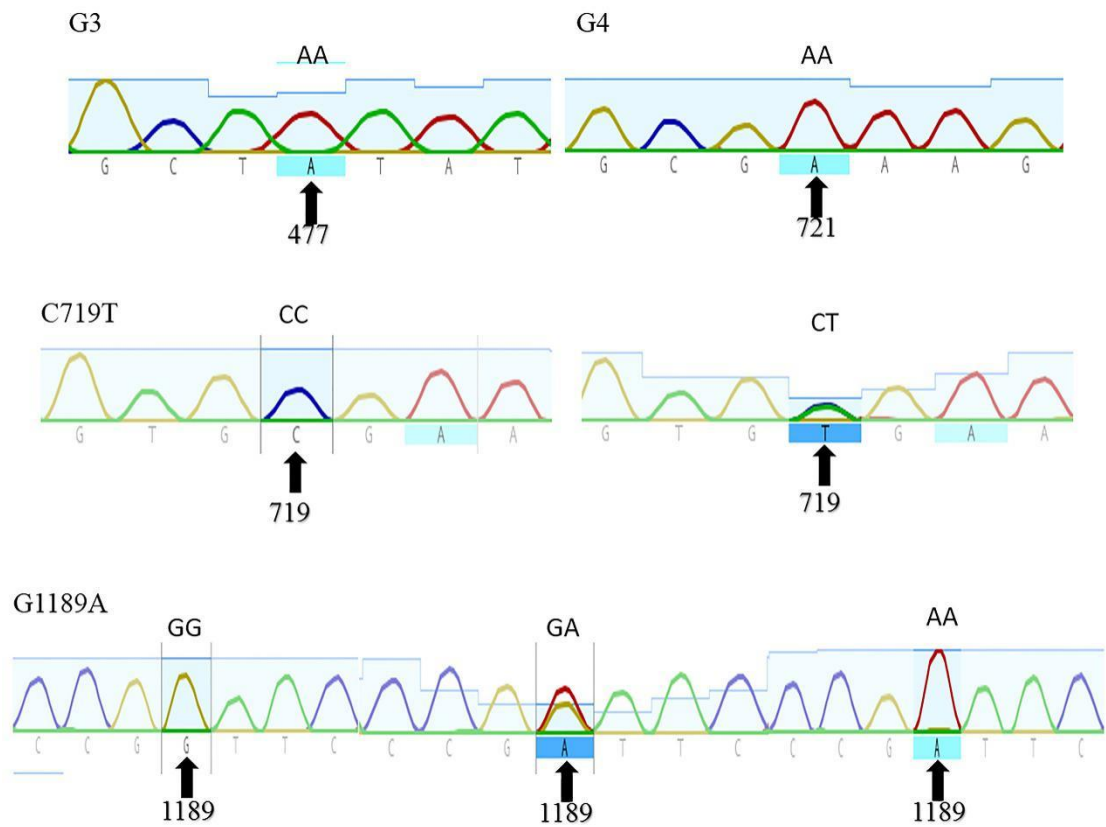 G3
AA
G C T A T A T
477
G4
AA
G C G A A A G
721
C719T
CC
G T G C G A A
719
CT
G T G T G A A
719
G1189A
GG
C C G G T T C
1189
GA
C C G A T T C
1189
AA
C C G A T T C
1189